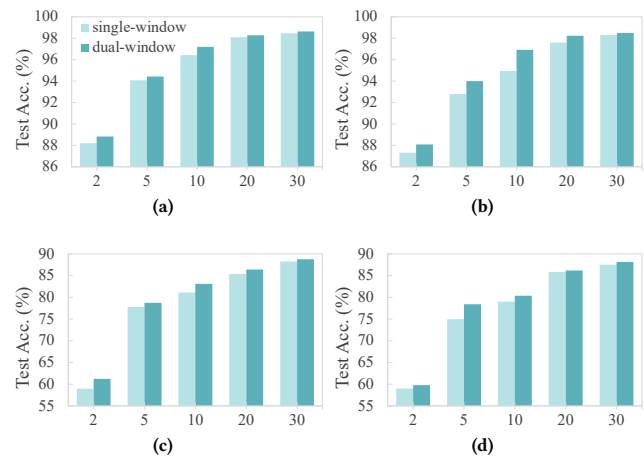 100
98
96
94
92
90
88
86
Test Acc. (%)
single-window
dual-window
2 5 10 20 30
(a)
100
98
96
94
92
90
88
86
Test Acc. (%)
2 5 10 20 30
(b)
90
85
80
75
70
65
60
55
Test Acc. (%)
2 5 10 20 30
(c)
90
85
80
75
70
65
60
55
Test Acc. (%)
2 5 10 20 30
(d)